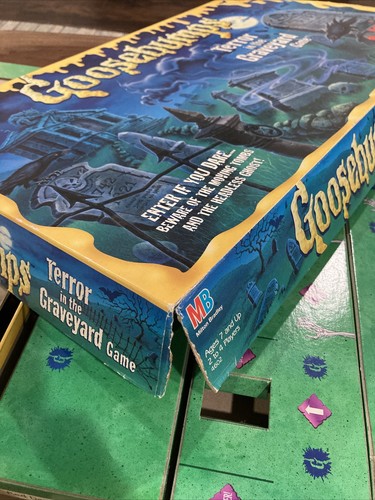 Goosebumps
Terror
in the
Graveyard
Game
ENTER IF YOU DARE...
BEWARE OF THE MOVING TOMBS
AND THE HEADLESS GHOST!
Terror
in the
Graveyard Game
MB
Milton Bradley
Ages 7 and Up
2 to 4 Players
4602